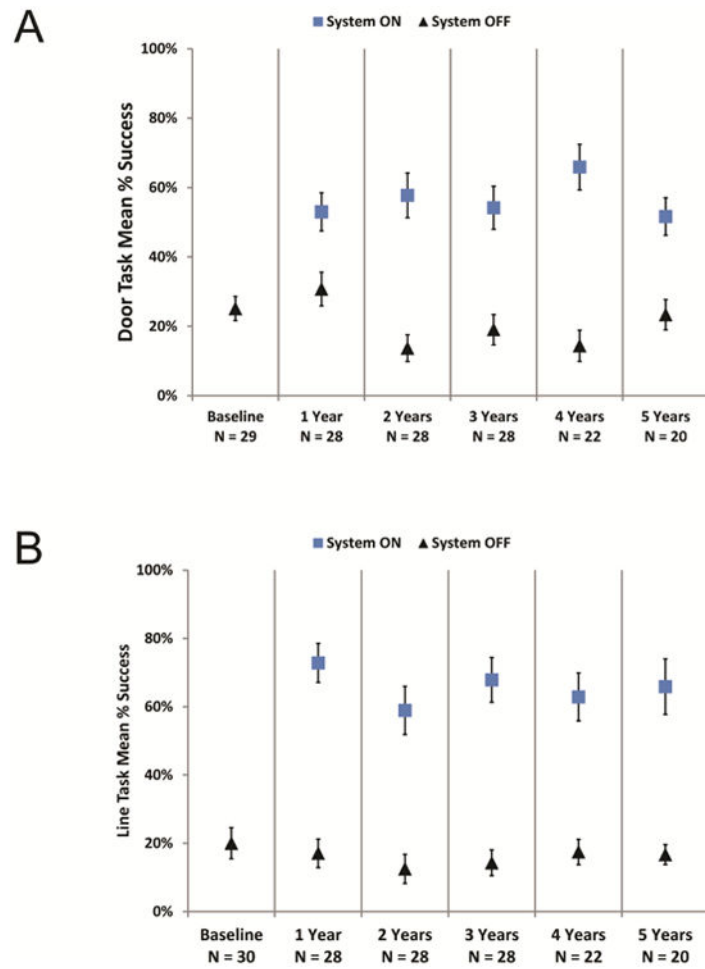 A
System ON System OFF
100%
80%
60%
40%
20%
0%
Door Task Mean % Success
Baseline 1 Year 2 Years 3 Years 4 Years 5 Years
N = 29 N = 28 N = 28 N = 28 N = 22 N = 20
B
System ON System OFF
100%
80%
60%
40%
20%
0%
Line Task Mean % Success
Baseline 1 Year 2 Years 3 Years 4 Years 5 Years
N = 30 N = 28 N = 28 N = 28 N = 22 N = 20